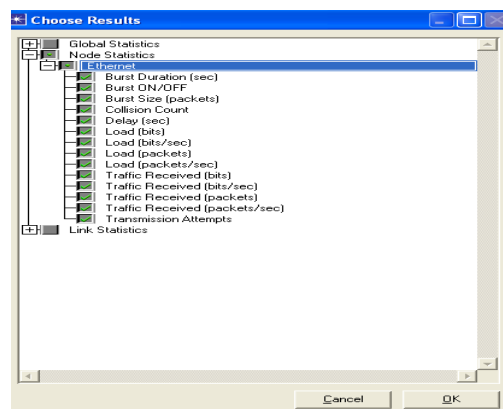 Choose Results
Global Statistics
Node Statistics
Ethernet
Burst Duration (sec)
Burst ON/OFF
Burst Size (packets)
Collision Count
Delay (sec)
Load (bits)
Load (bits/sec)
Load (packets)
Load (packets/sec)
Traffic Received (bits)
Traffic Received (bits/sec)
Traffic Received (packets)
Traffic Received (packets/sec)
Transmission Attempts
Link Statistics
Cancel OK